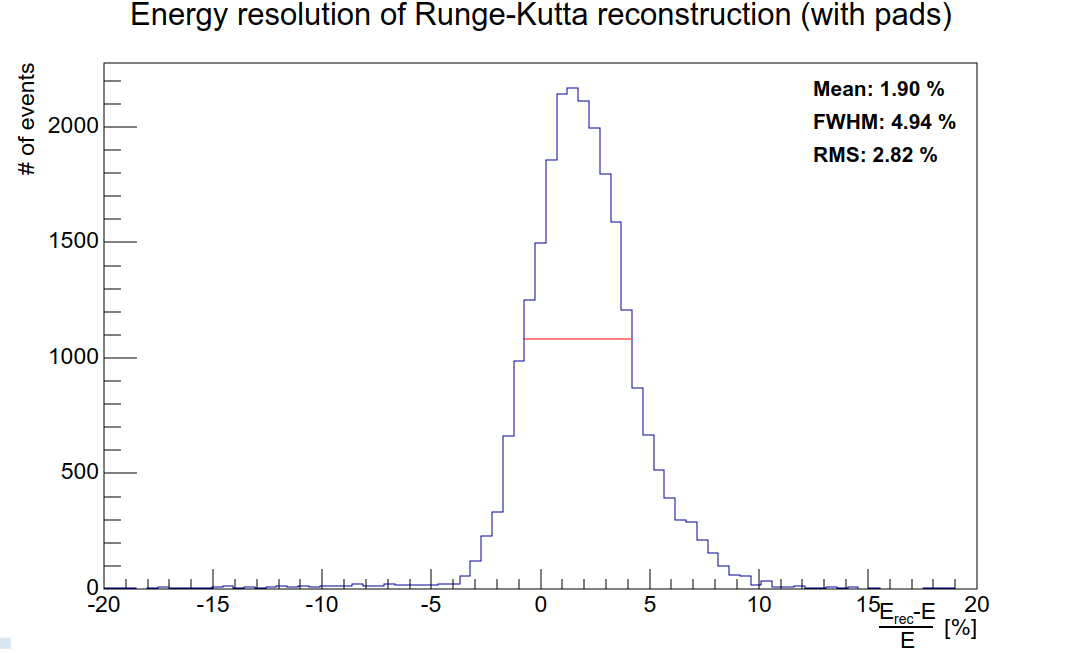 Energy resolution of Runge-Kutta reconstruction (with pads)
# of events
Mean: 1.90 %
FWHM: 4.94 %
RMS: 2.82 %
2000
1500
1000
500
0
-20 -15 -10 -5 0 5 10 15 20
E_rec-E
E
[%]